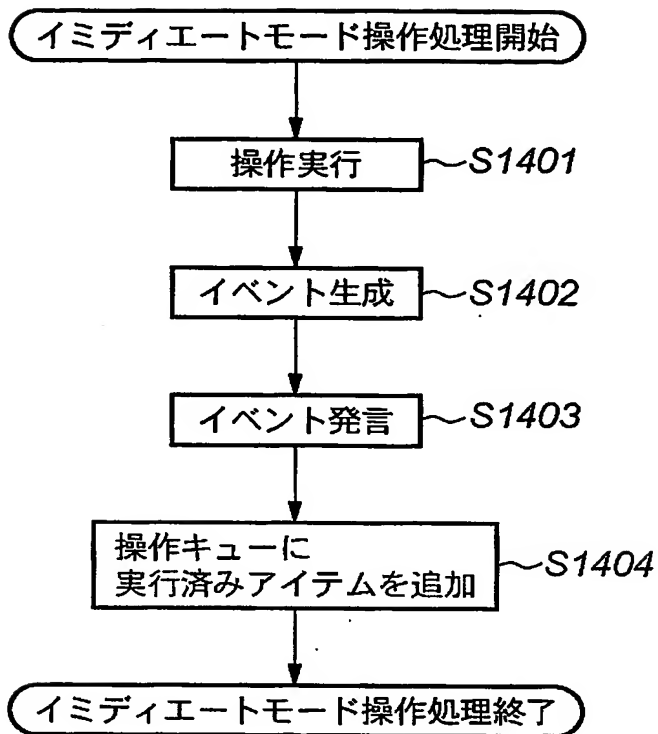 イミディエートモード操作処理開始
操作実行
S1401
イベント生成
S1402
イベント発言
S1403
操作キューに
実行済みアイテムを追加
S1404
イミディエートモード操作処理終了